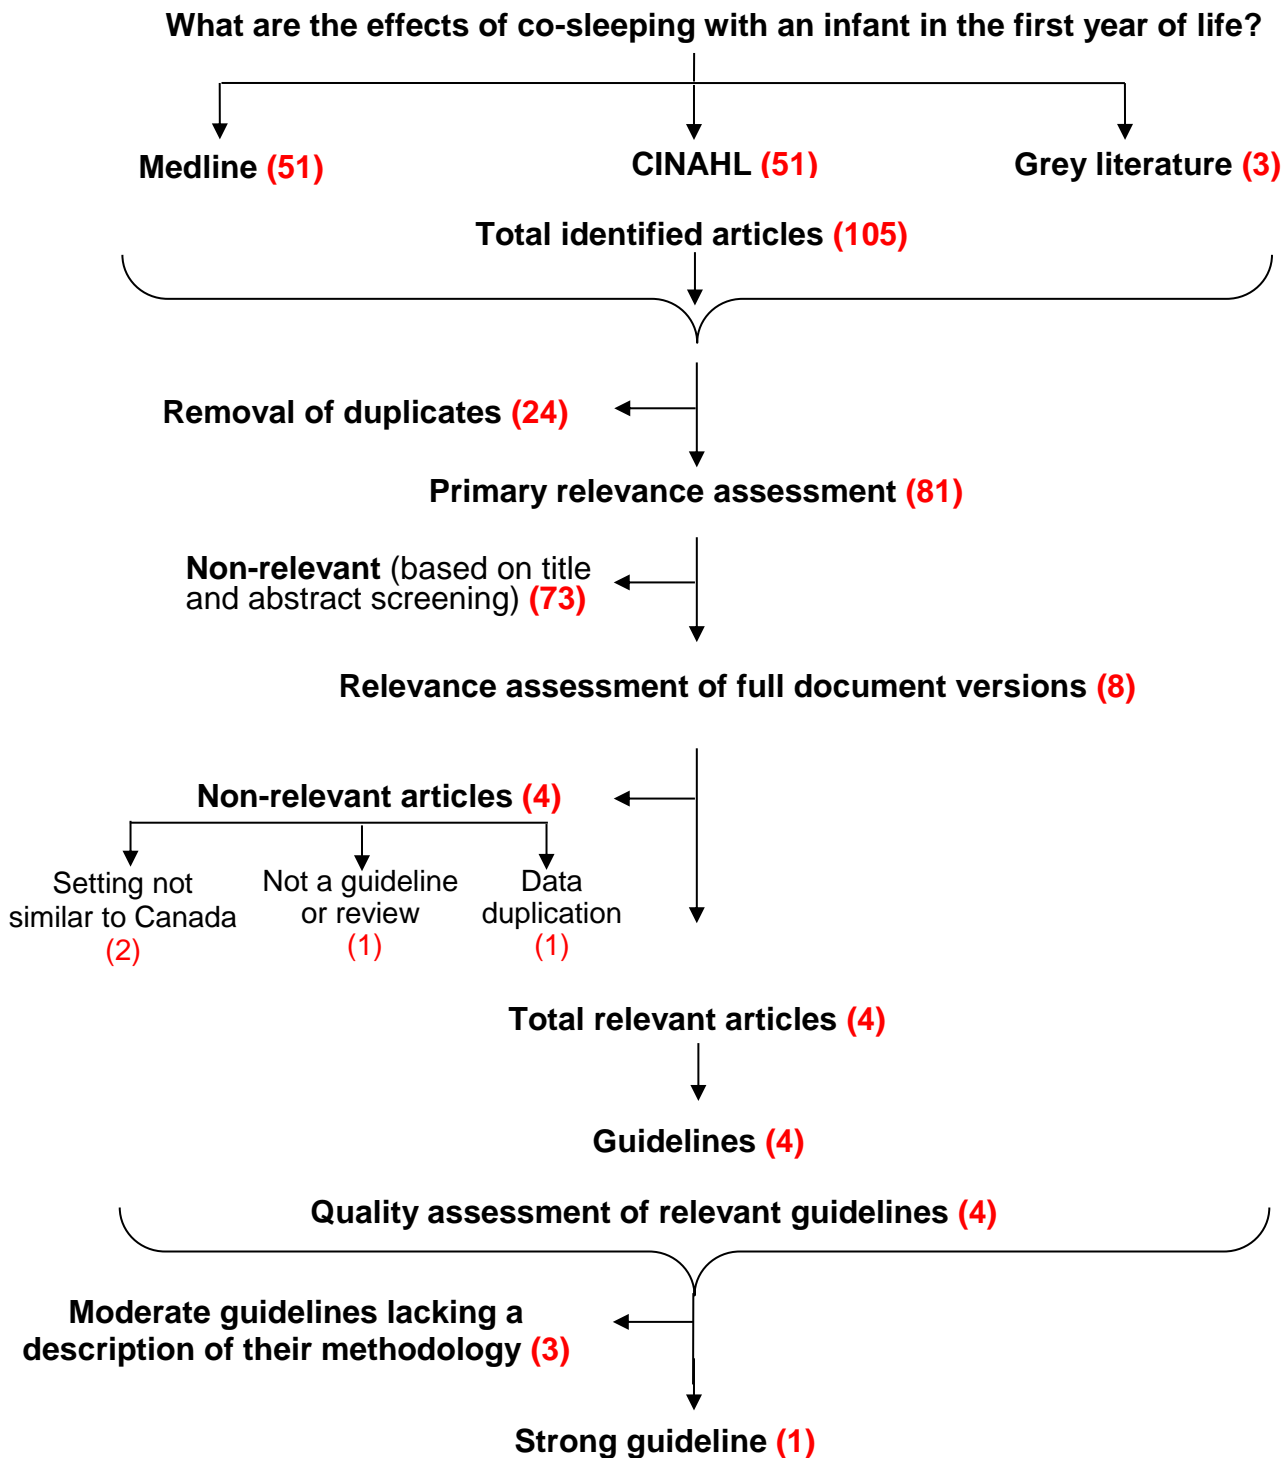 What are the effects of co-sleeping with an infant in the first year of life?
Medline (51)
CINAHL (51)
Grey literature (3)
Total identified articles (105)
Removal of duplicates (24)
Primary relevance assessment (81)
Non-relevant (based on title
and abstract screening) (73)
Relevance assessment of full document versions (8)
Non-relevant articles (4)
Setting not
similar to Canada
(2)
Not a guideline
or review
(1)
Data
duplication
(1)
Total relevant articles (4)
Guidelines (4)
Quality assessment of relevant guidelines (4)
Moderate guidelines lacking a
description of their methodology (3)
Strong guideline (1)